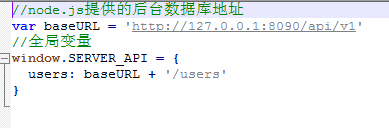 //node.js提供的后台数据库地址
var baseURL = 'http://127.0.0.1:8090/api/v1'
//全局变量
window.SERVER_API = {
  users: baseURL + '/users'
}